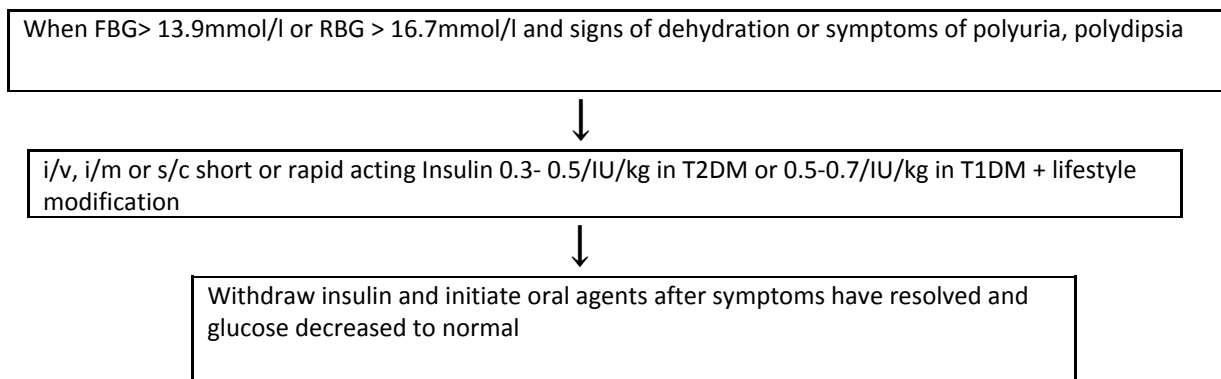 When FBG> 13.9mmol/l or RBG > 16.7mmol/l and signs of dehydration or symptoms of polyuria, polydipsia
i/v, i/m or s/c short or rapid acting Insulin 0.3- 0.5/IU/kg in T2DM or 0.5-0.7/IU/kg in T1DM + lifestyle
modification
Withdraw insulin and initiate oral agents after symptoms have resolved and
glucose decreased to normal